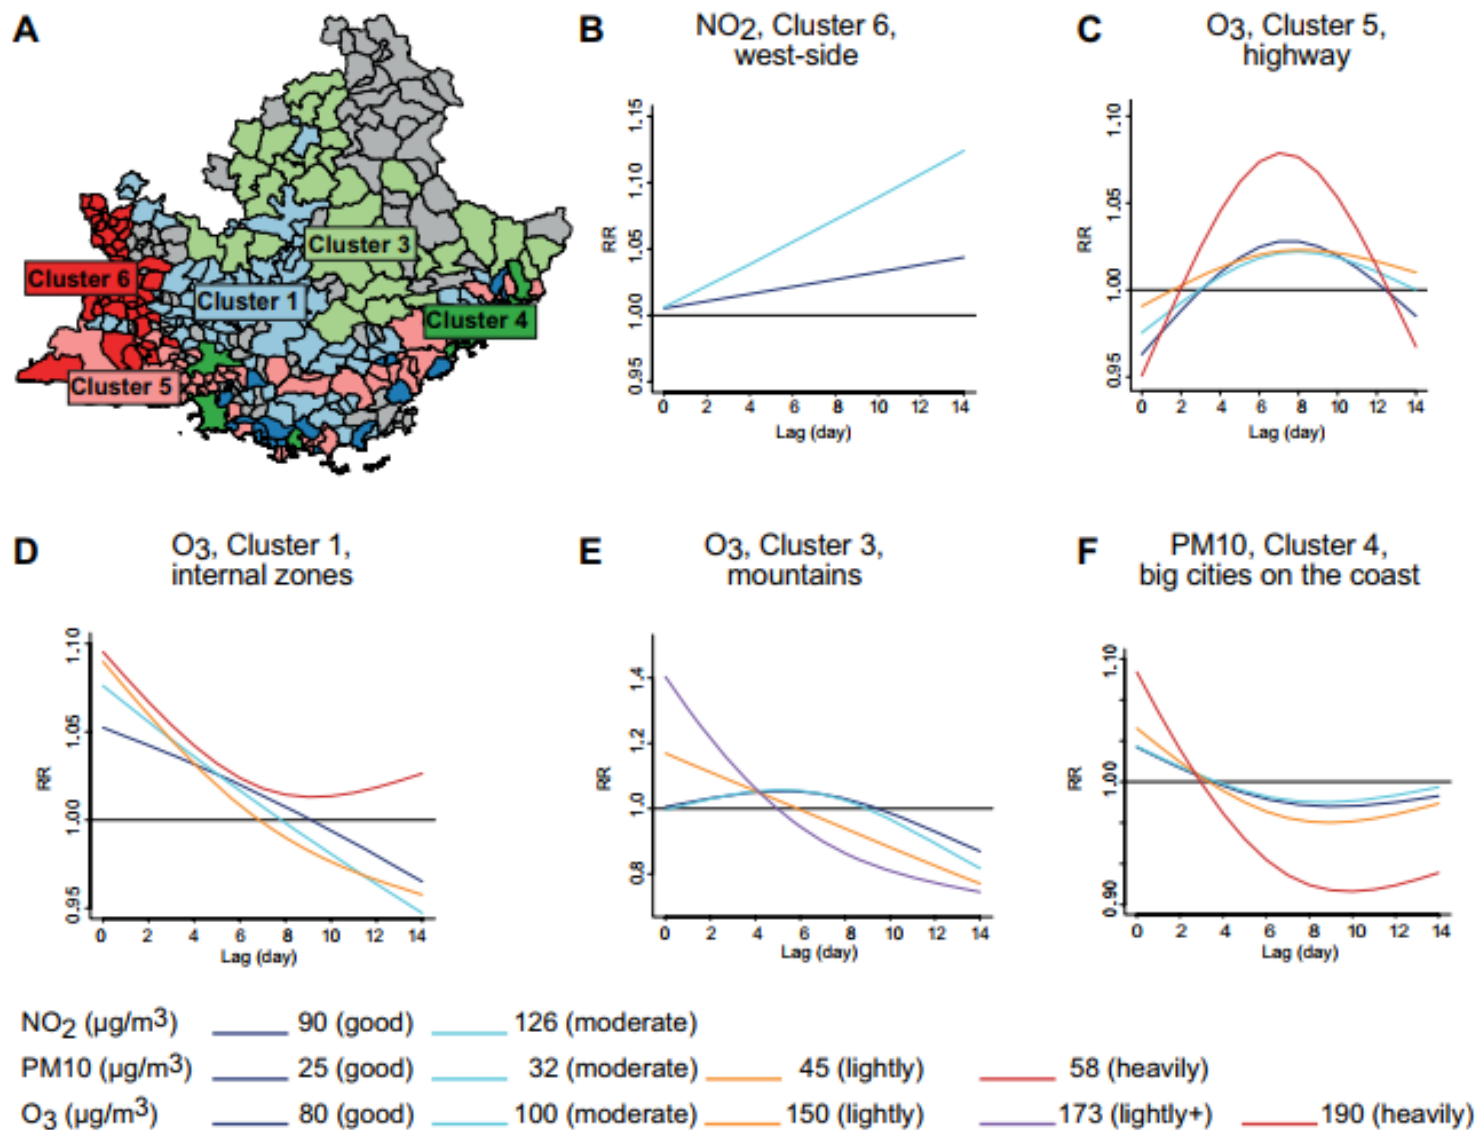 A
Cluster 3
Cluster 6
Cluster 1
Cluster 4
Cluster 5
B
NO2, Cluster 6,
west-side
RR
1.15
1.10
1.05
1.00
0.95
0 2 4 6 8 10 12 14
Lag (day)
C
O3, Cluster 5,
highway
RR
1.10
1.05
1.00
0.95
0 2 4 6 8 10 12 14
Lag (day)
D
O3, Cluster 1,
internal zones
RR
1.10
1.05
1.00
0.95
0 2 4 6 8 10 12 14
Lag (day)
E
O3, Cluster 3,
mountains
RR
1.4
1.2
1.0
0.8
0 2 4 6 8 10 12 14
Lag (day)
F
PM10, Cluster 4,
big cities on the coast
RR
1.10
1.00
0.90
0 2 4 6 8 10 12 14
Lag (day)
NO2 (µg/m3) 90 (good) 126 (moderate)
PM10 (µg/m3) 25 (good) 32 (moderate) 45 (lightly) 58 (heavily)
O3 (µg/m3) 80 (good) 100 (moderate) 150 (lightly) 173 (lightly+) 190 (heavily)